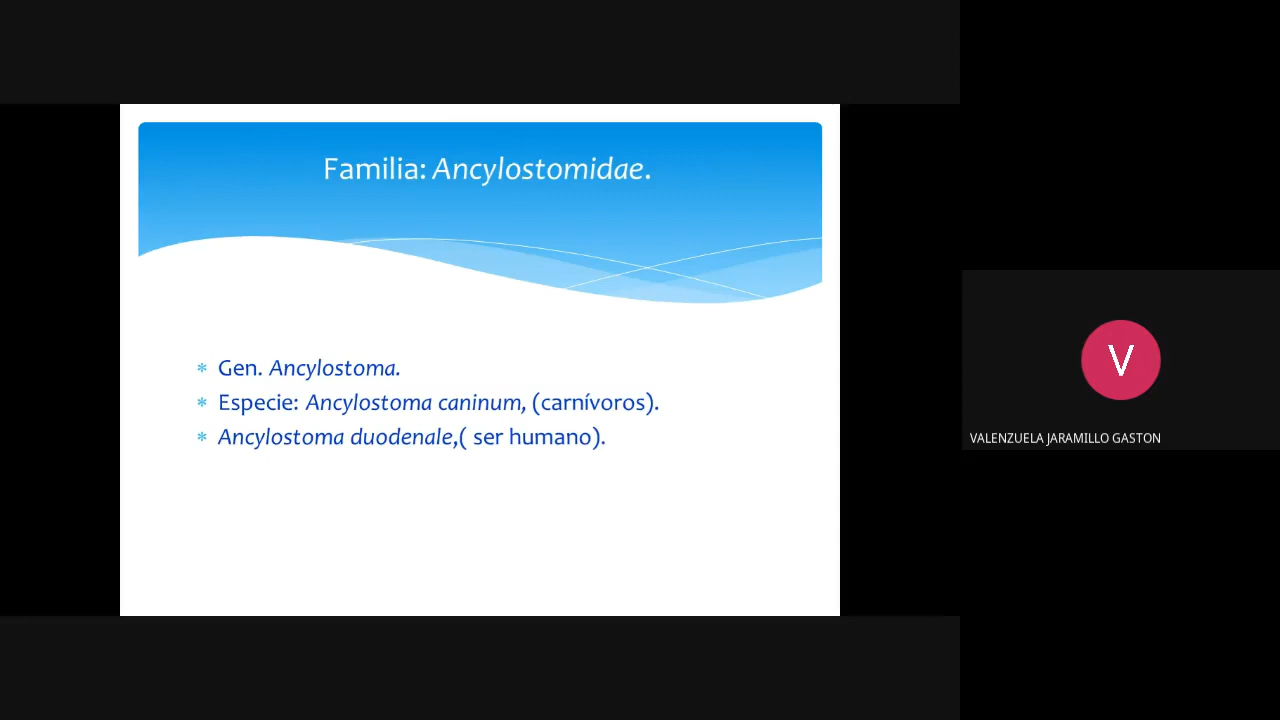 Familia: Ancylostomidae.
* Gen. Ancylostoma.
* Especie: Ancylostoma caninum, (carnívoros).
* Ancylostoma duodenale,( ser humano).
V
VALENZUELA JARAMILLO GASTON